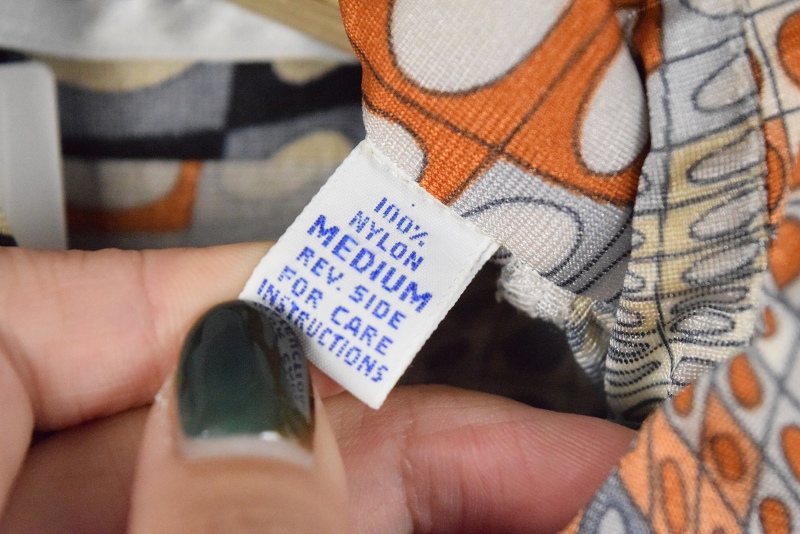 100%
NYLON
MEDIUM
REV. SIDE
FOR CARE
INSTRUCTIONS